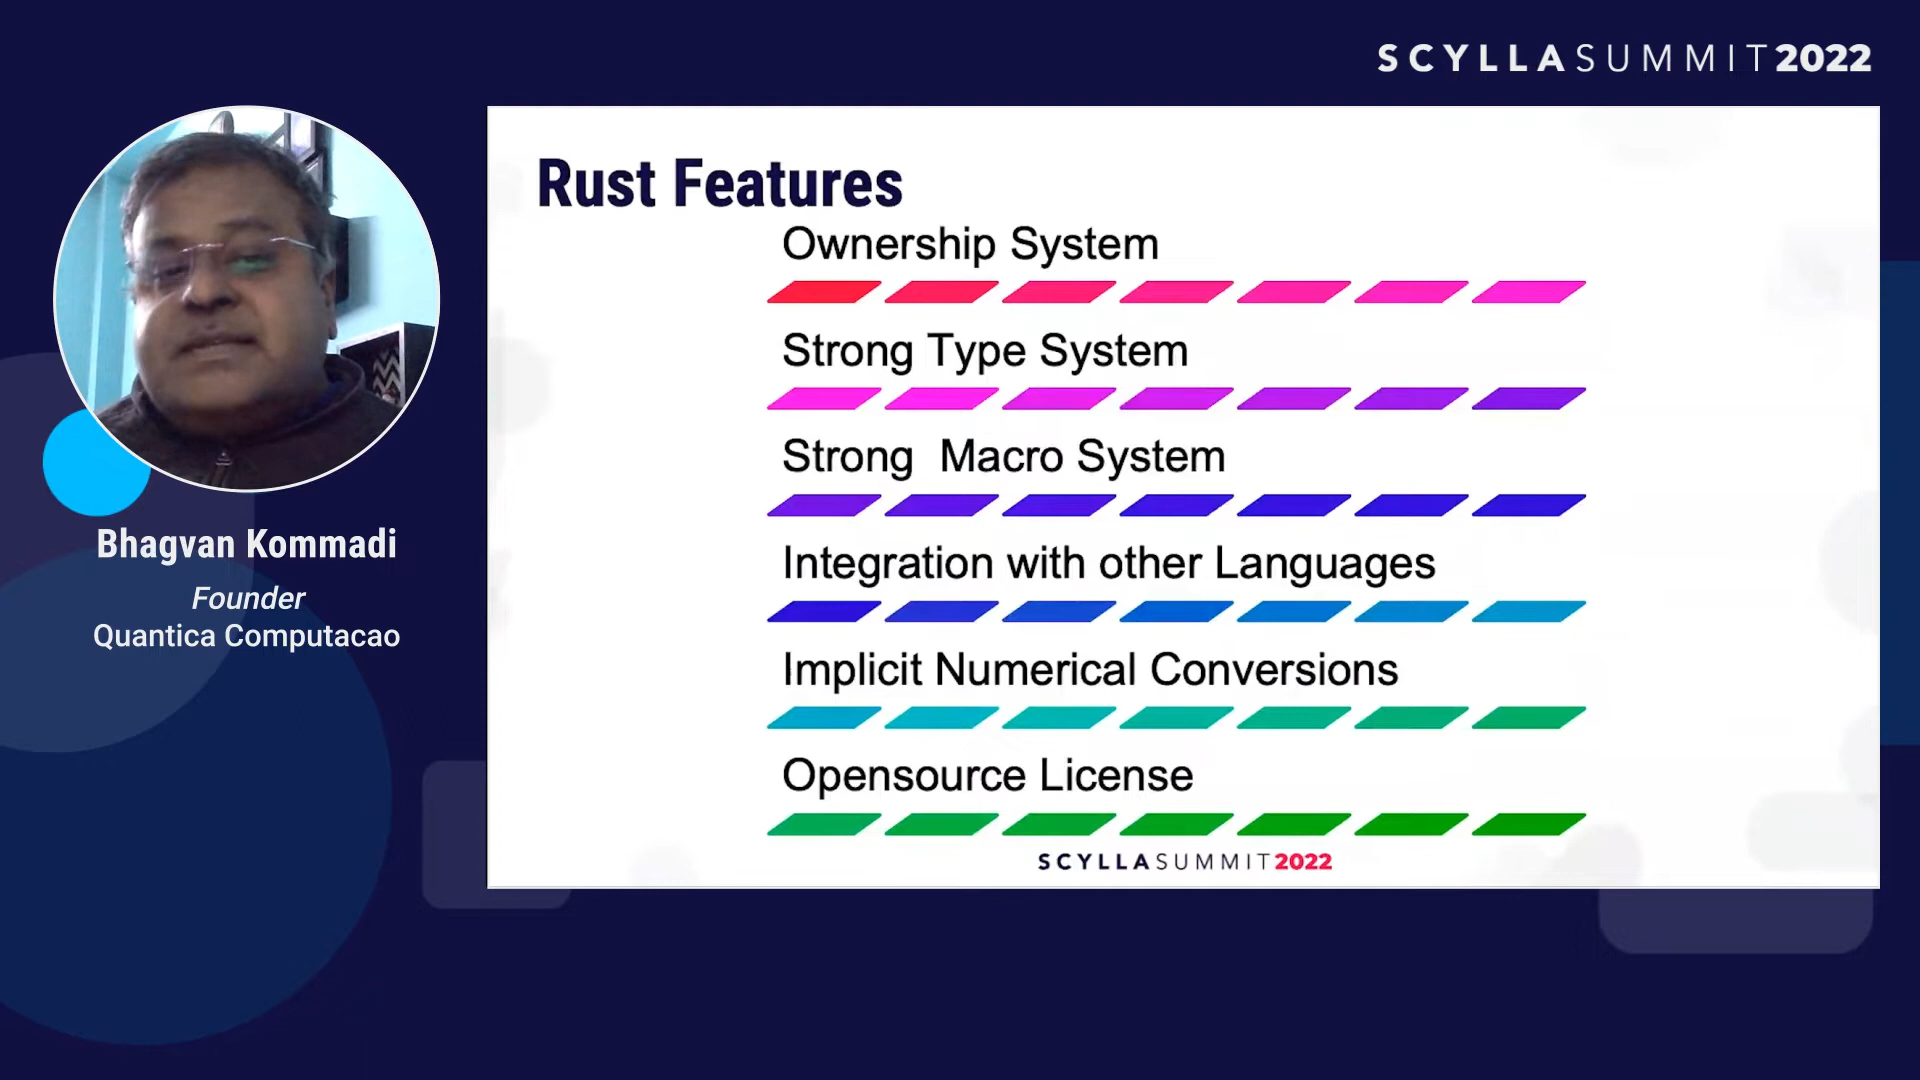 SCYLLASUMMIT2022
Bhagvan Kommadi
Founder
Quantica Computacao
Rust Features
Ownership System
Strong Type System
Strong Macro System
Integration with other Languages
Implicit Numerical Conversions
Opensource License
SCYLLASUMMIT2022